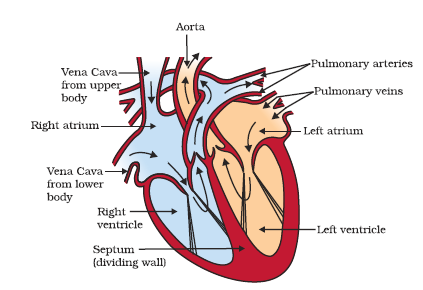 Aorta
Vena Cava
from upper
body
Pulmonary arteries
Pulmonary veins
Right atrium
Left atrium
Vena Cava
from lower
body
Right
ventricle
Left ventricle
Septum
(dividing wall)